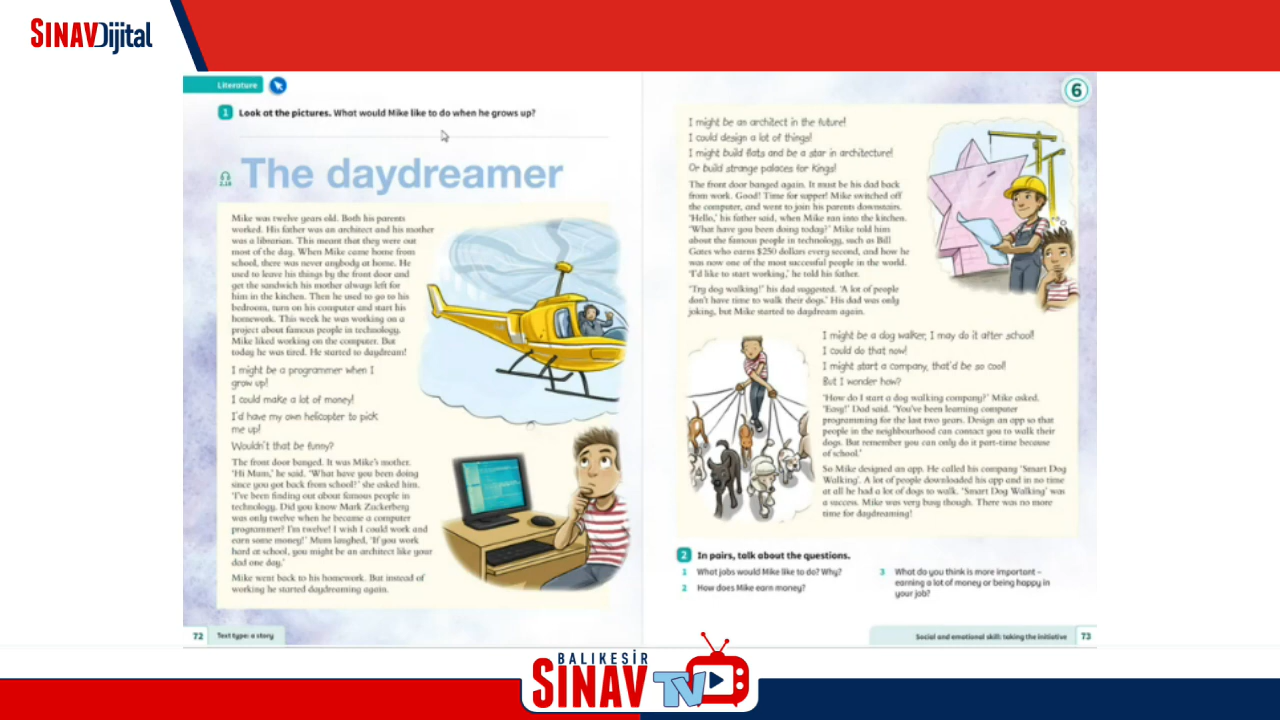 SINAVDijital
Literature
1 Look at the pictures. What would Mike like to do when he grows up?
2.18
The daydreamer
Mike was twelve years old. Both his parents
worked. His father was an architect and his mother
was a librarian. This meant that they were out
most of the day. When Mike came home from
school, there was never anybody at home. He
used to leave his things by the front door and
get the sandwich his mother always left for
him in the kitchen. Then he used to go to his
bedroom, turn on his computer and start his
homework. This week he was working on a
project about famous people in technology.
Mike liked working on the computer. But
today he was tired. He started to daydream!
I might be a programmer when I
grow up!
I could make a lot of money!
I'd have my own helicopter to pick
me up!
Wouldn't that be funny?
The front door banged. It was Mike's mother.
'Hi Mum,' he said. 'What have you been doing
since you got back from school?' she asked him.
'I've been finding out about famous people in
technology. Did you know Mark Zuckerberg
was only twelve when he became a computer
programmer? I'm twelve! I wish I could work and
earn some money!' Mum laughed, 'If you work
hard at school, you might be an architect like your
dad one day.'
Mike went back to his homework. But instead of
working he started daydreaming again.
72 Text type: a story
6
I might be an architect in the future!
I could design a lot of things!
I might build flats and be a star in architecture!
Or build strange palaces for Kings!
The front door banged again. It must be his dad back
from work. Good! Time for supper! Mike switched off
the computer, and went to join his parents downstairs.
'Hello,' his father said, when Mike ran into the kitchen.
'What have you been doing today?' Mike told him
about the famous people in technology, such as Bill
Gates who earns $250 dollars every second, and how he
was now one of the most successful people in the world.
'I'd like to start working,' he told his father.
'Try dog walking!' his dad suggested. 'A lot of people
don't have time to walk their dogs.' His dad was only
joking, but Mike started to daydream again.
I might be a dog walker, I may do it after school!
I could do that now!
I might start a company, that'd be so cool!
But I wonder how?
'How do I start a dog walking company?' Mike asked.
'Easy!' Dad said. 'You've been learning computer
programming for the last two years. Design an app so that
people in the neighbourhood can contact you to walk their
dogs. But remember you can only do it part-time because
of school.'
So Mike designed an app. He called his company 'Smart Dog
Walking'. A lot of people downloaded his app and in no time
at all he had a lot of dogs to walk. 'Smart Dog Walking' was
a success. Mike was very busy though. There was no more
time for daydreaming!
2 In pairs, talk about the questions.
1 What jobs would Mike like to do? Why?
2 How does Mike earn money?
3 What do you think is more important –
earning a lot of money or being happy in
your job?
Social and emotional skill: taking the initiative 73
BALIKESİR
SINAV TV